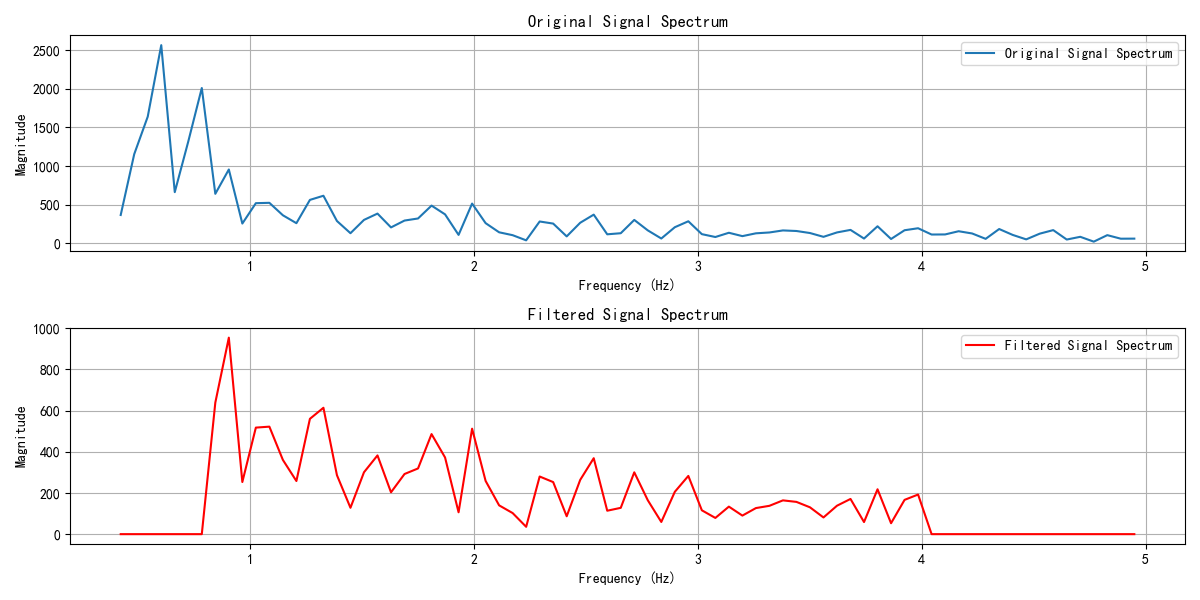 Original Signal Spectrum
Magnitude
2500
2000
1500
1000
500
0
Original Signal Spectrum
1 2 3 4 5
Frequency (Hz)
Filtered Signal Spectrum
Magnitude
1000
800
600
400
200
0
Filtered Signal Spectrum
1 2 3 4 5
Frequency (Hz)